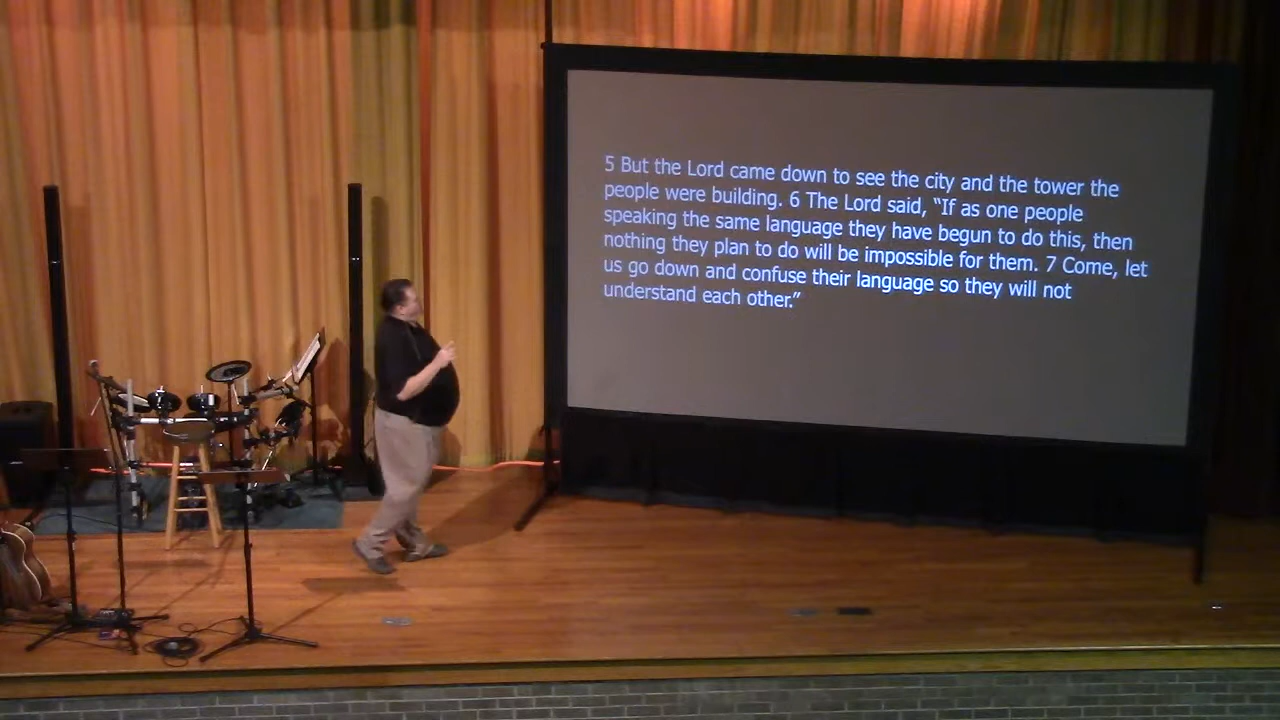 5 But the Lord came down to see the city and the tower the
people were building. 6 The Lord said, “If as one people
speaking the same language they have begun to do this, then
nothing they plan to do will be impossible for them. 7 Come, let
us go down and confuse their language so they will not
understand each other.”